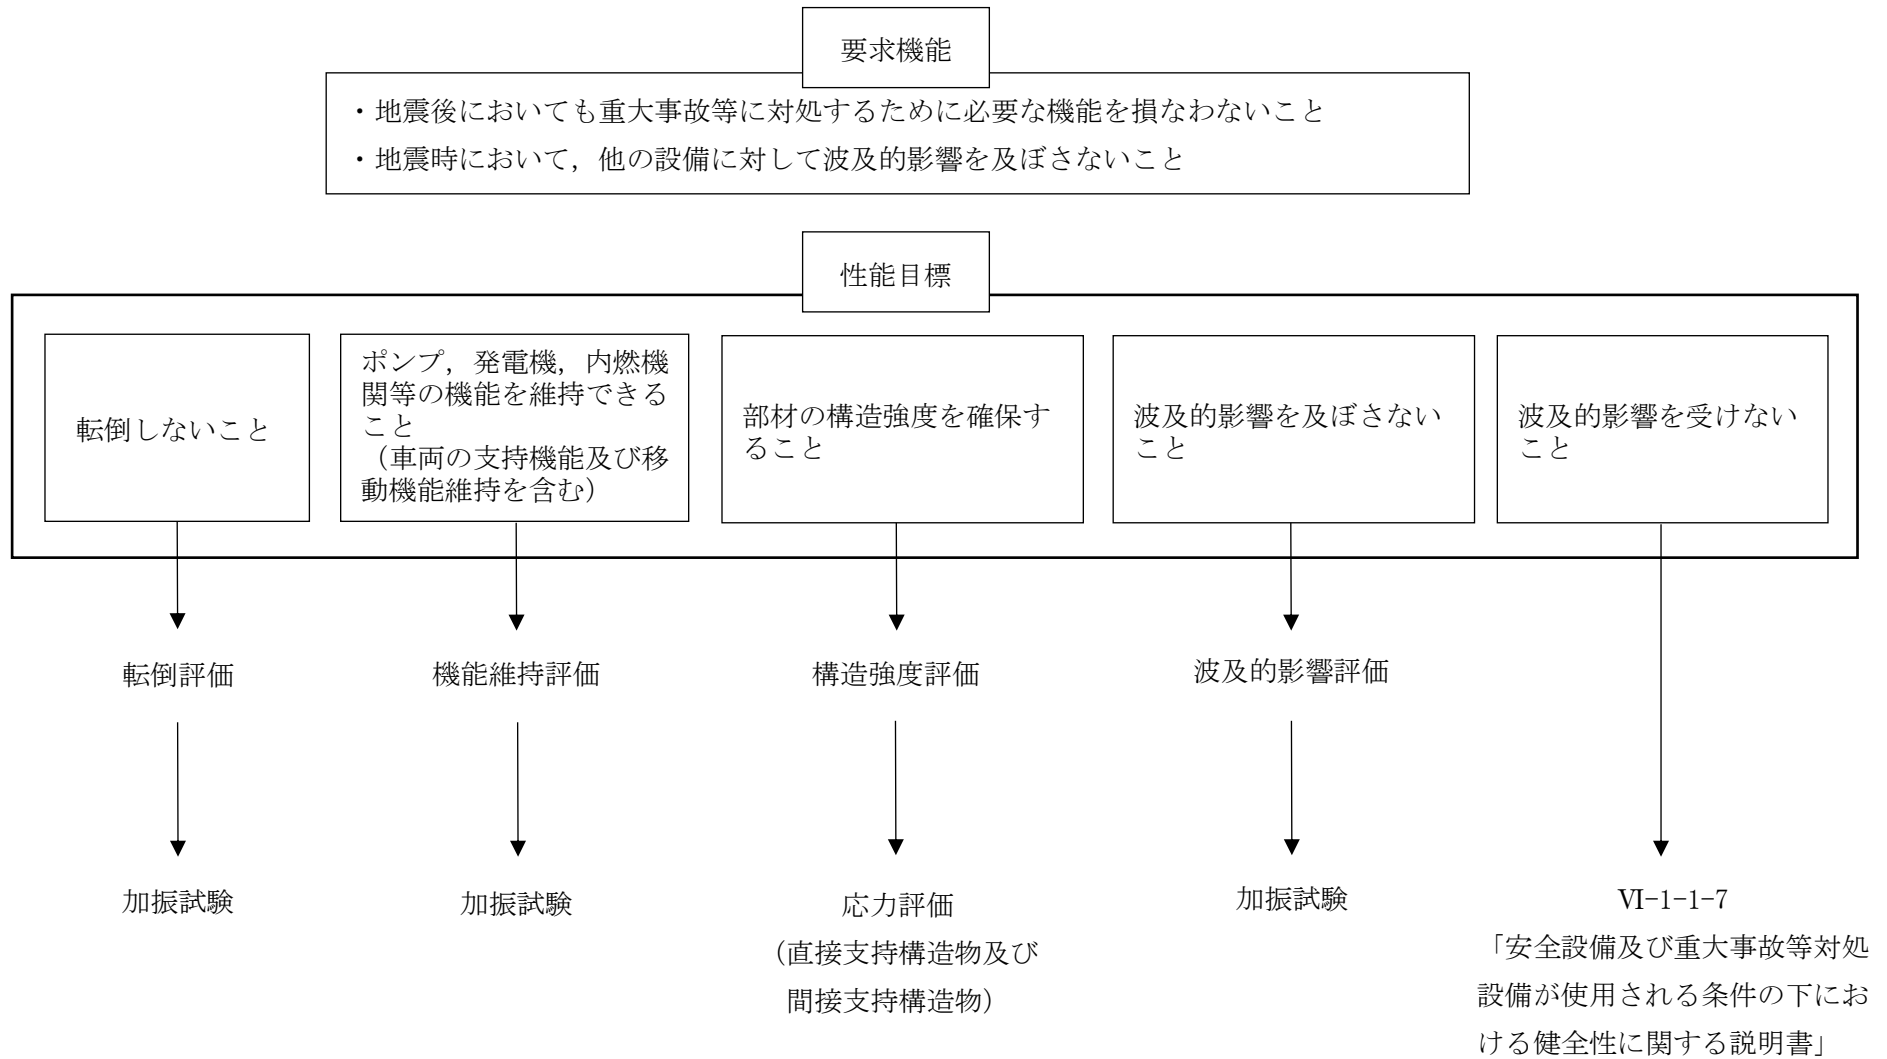 要求機能
・地震後においても重大事故等に対処するために必要な機能を損なわないこと
・地震時において，他の設備に対して波及的影響を及ぼさないこと
性能目標
転倒しないこと
ポンプ，発電機，内燃機
関等の機能を維持できる
こと
（車両の支持機能及び移
動機能維持を含む）
部材の構造強度を確保す
ること
波及的影響を及ぼさない
こと
波及的影響を受けない
こと
転倒評価
機能維持評価
構造強度評価
波及的影響評価
加振試験
加振試験
応力評価
（直接支持構造物及び
間接支持構造物）
加振試験
Ⅵ-1-1-7
「安全設備及び重大事故等対処
設備が使用される条件の下にお
ける健全性に関する説明書」